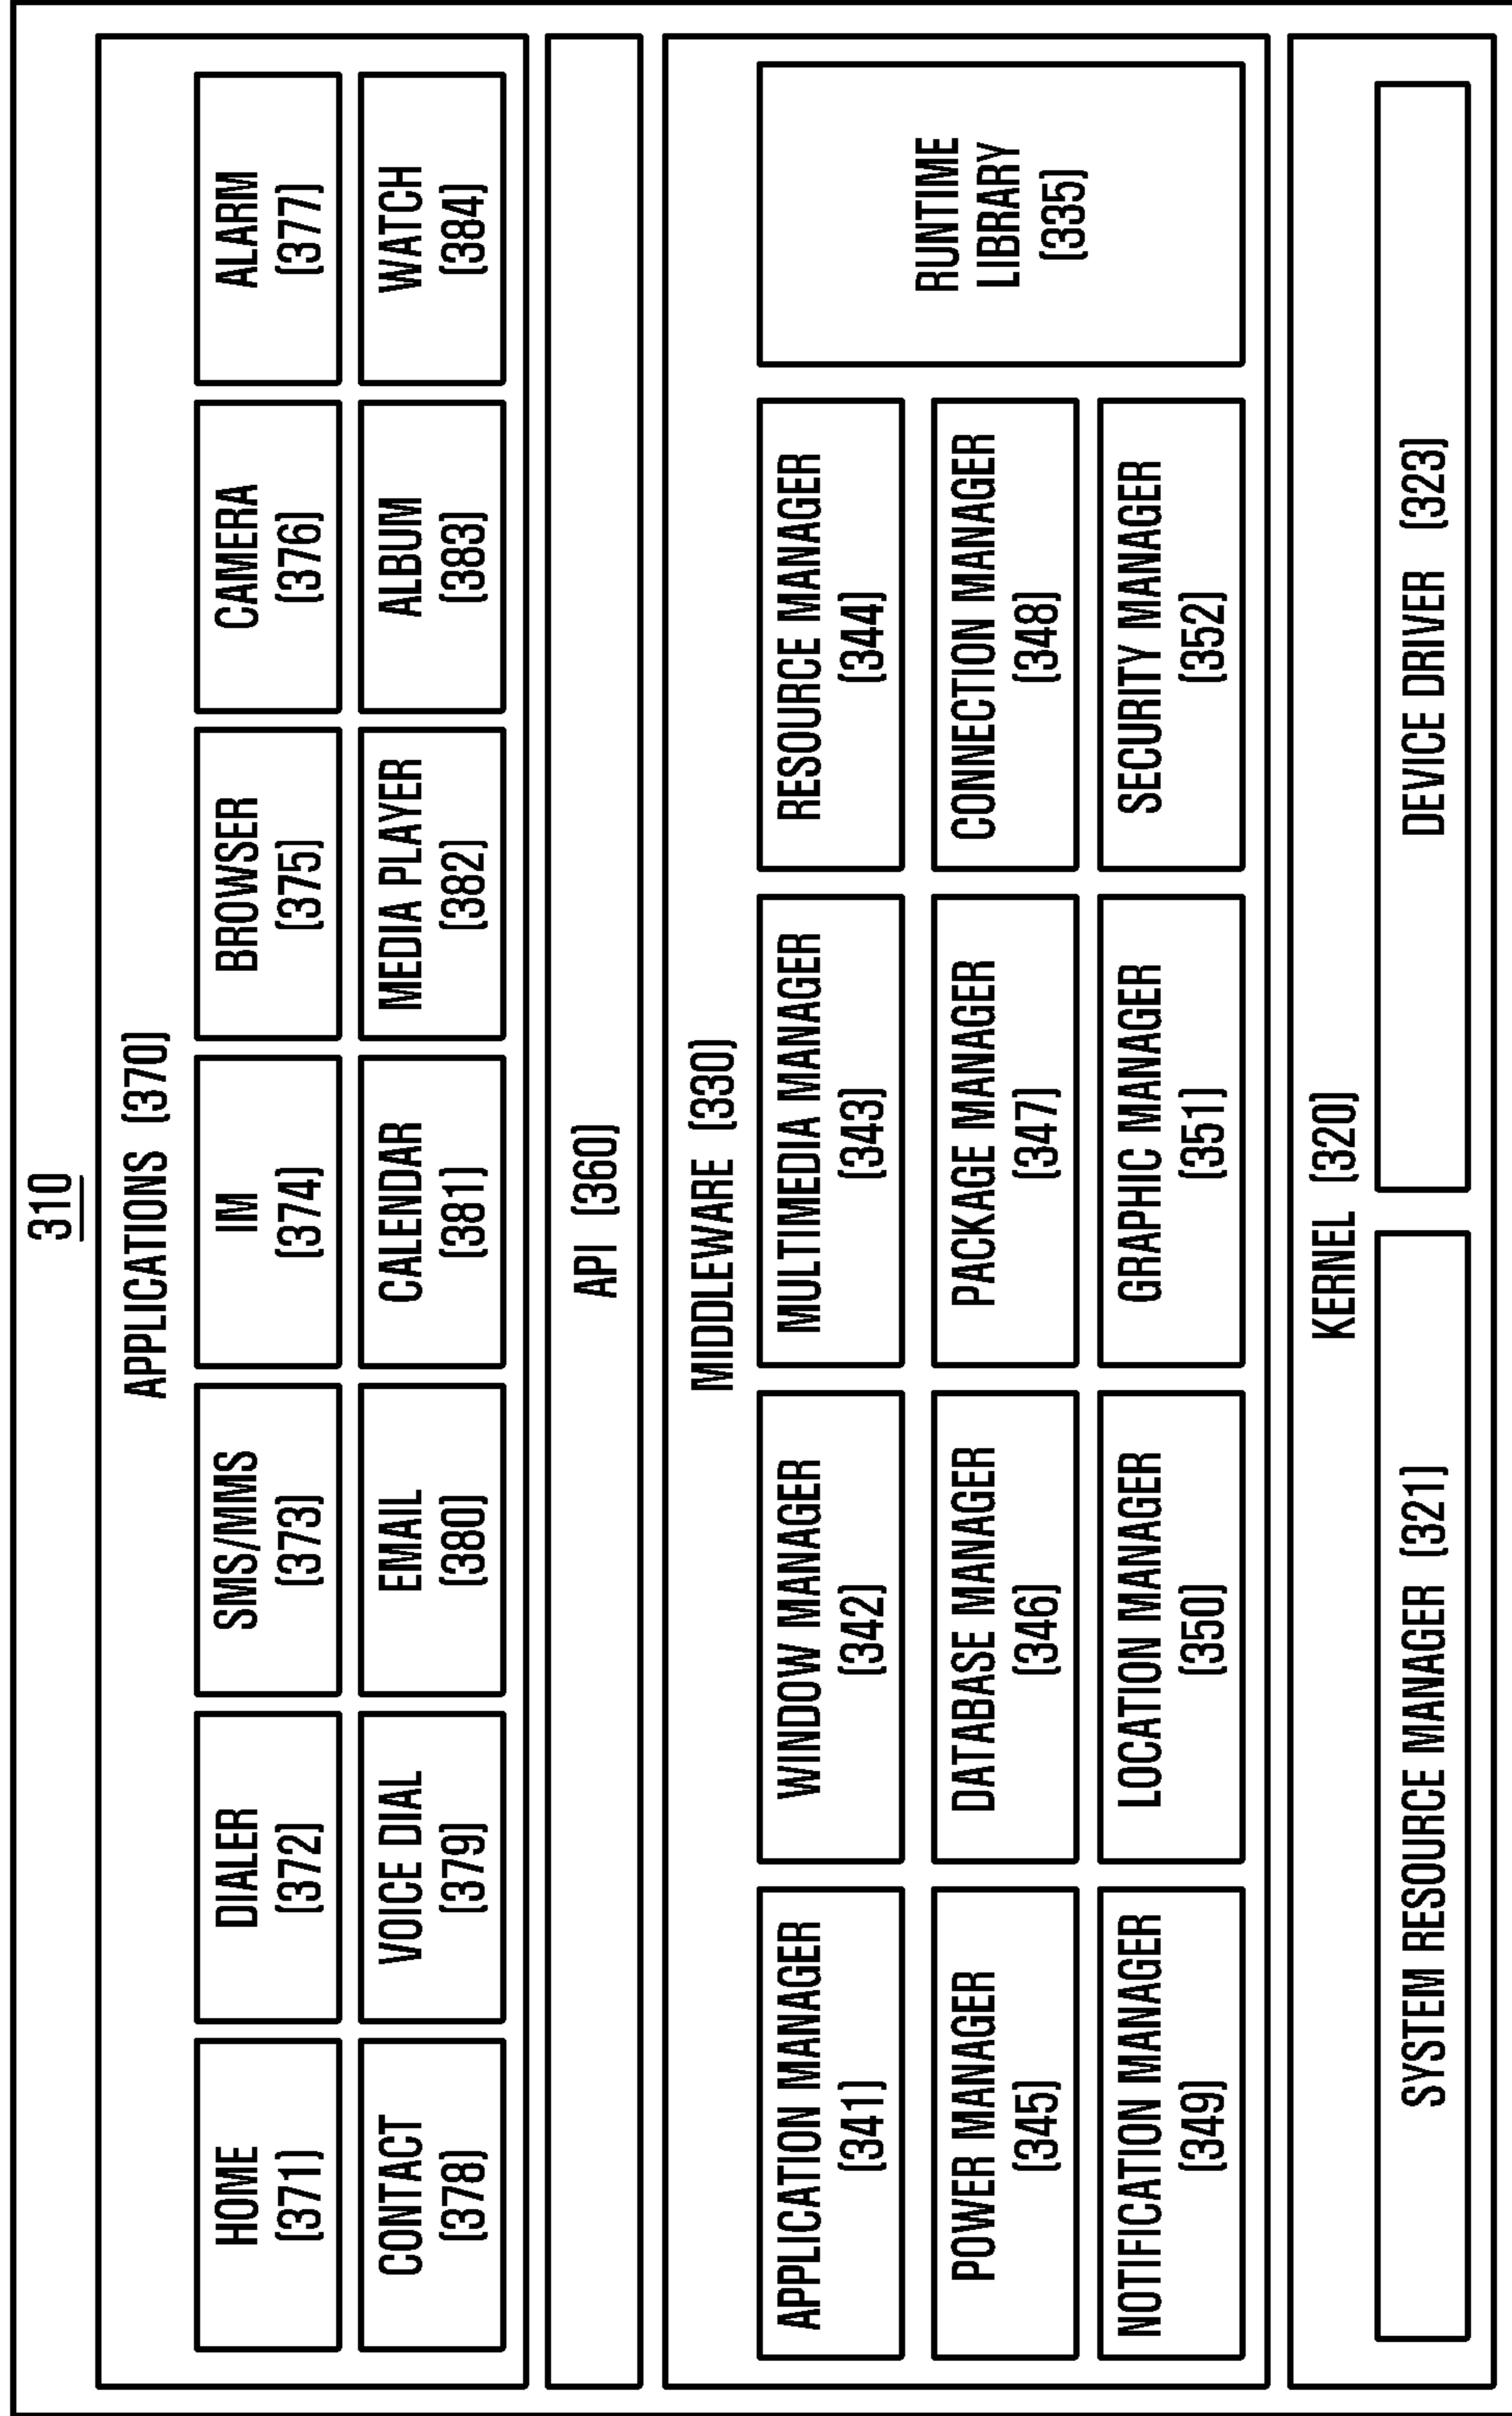 310
APPLICATIONS (370)
HOME
(371)
DIALER
(372)
SMS/MMS
(373)
IM
(374)
BROWSER
(375)
CAMERA
(376)
ALARM
(377)
CONTACT
(378)
VOICE DIAL
(379)
EMAIL
(380)
CALENDAR
(381)
MEDIA PLAYER
(382)
ALBUM
(383)
WATCH
(384)
API (360)
MIDDLEWARE (330)
APPLICATION MANAGER
(341)
WINDOW MANAGER
(342)
MULTIMEDIA MANAGER
(343)
RESOURCE MANAGER
(344)
POWER MANAGER
(345)
DATABASE MANAGER
(346)
PACKAGE MANAGER
(347)
CONNECTION MANAGER
(348)
NOTIFICATION MANAGER
(349)
LOCATION MANAGER
(350)
GRAPHIC MANAGER
(351)
SECURITY MANAGER
(352)
RUNTIME
LIBRARY
(335)
KERNEL (320)
SYSTEM RESOURCE MANAGER (321)
DEVICE DRIVER (323)